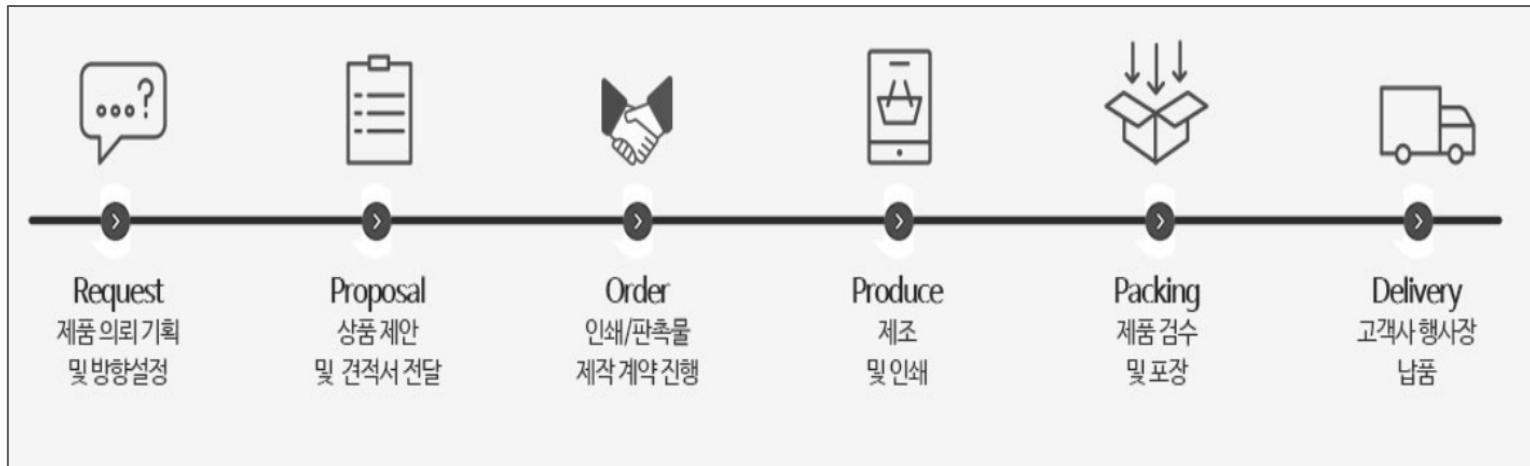 ...?
Request
제품 의뢰 기획
및 방향설정
Proposal
상품 제안
및 견적서 전달
Order
인쇄/판촉물
제작 계약 진행
Produce
제조
및 인쇄
Packing
제품 검수
및 포장
Delivery
고객사 행사장
납품